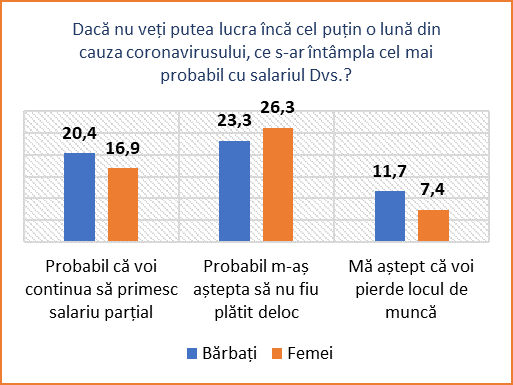 Dacă nu veți putea lucra încă cel puțin o lună din
cauza coronavirusului, ce s-ar întâmpla cel mai
probabil cu salariul Dvs.?
20,4
16,9
23,3
26,3
11,7
7,4
Probabil că voi
continua să primesc
salariu parțial
Probabil m-aș
aștepta să nu fiu
plătit deloc
Mă aștept că voi
pierde locul de
muncă
Bărbați
Femei